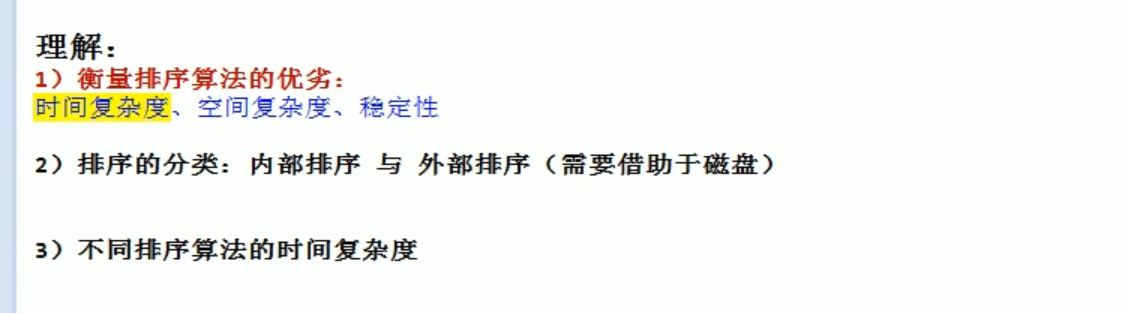 理解：
1）衡量排序算法的优劣：
时间复杂度、空间复杂度、稳定性
2）排序的分类：内部排序 与 外部排序（需要借助于磁盘）
3）不同排序算法的时间复杂度